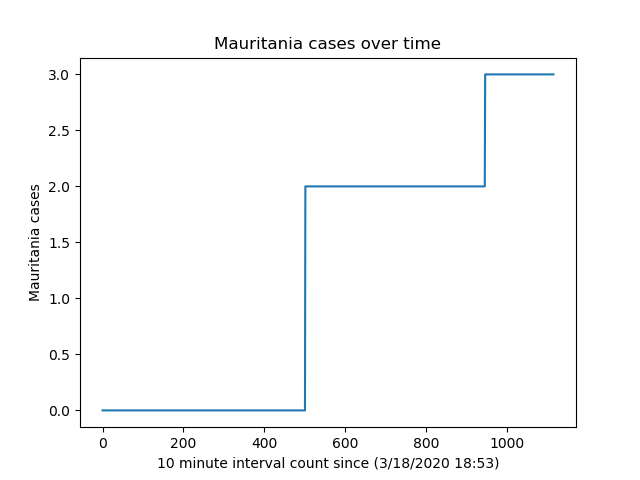 Mauritania cases over time
3.0
2.5
2.0
1.5
1.0
0.5
0.0
Mauritania cases
0 200 400 600 800 1000
10 minute interval count since (3/18/2020 18:53)